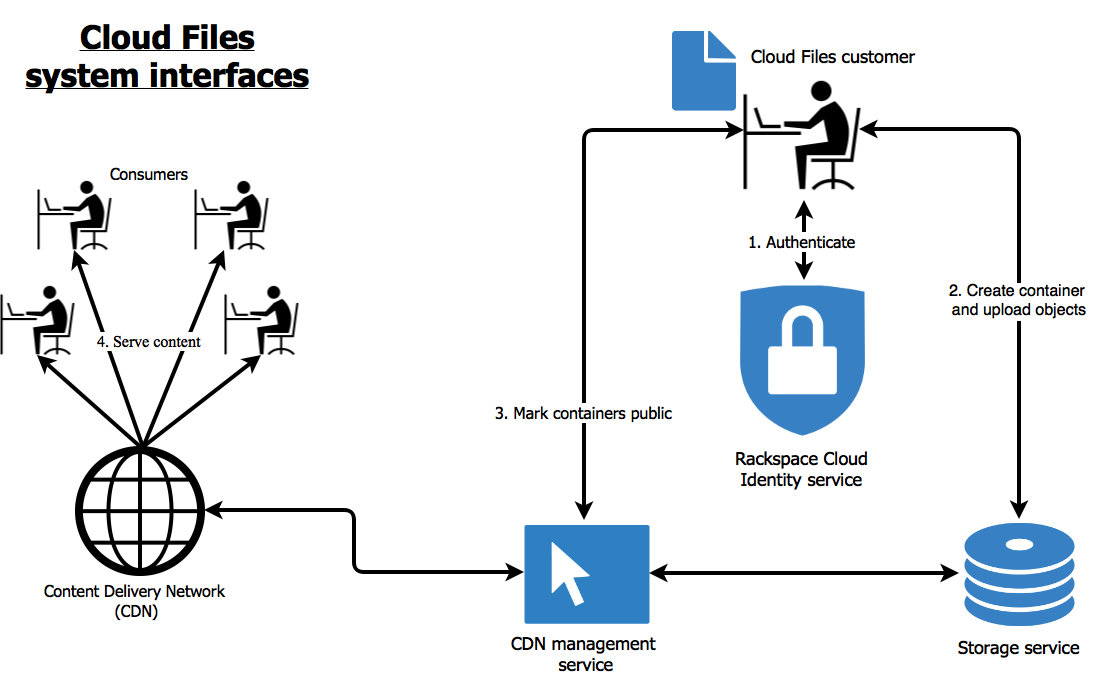 Cloud Files
system interfaces
Cloud Files customer
Consumers
1. Authenticate
2. Create container
and upload objects
4. Serve content
3. Mark containers public
Rackspace Cloud
Identity service
Content Delivery Network
(CDN)
CDN management
service
Storage service